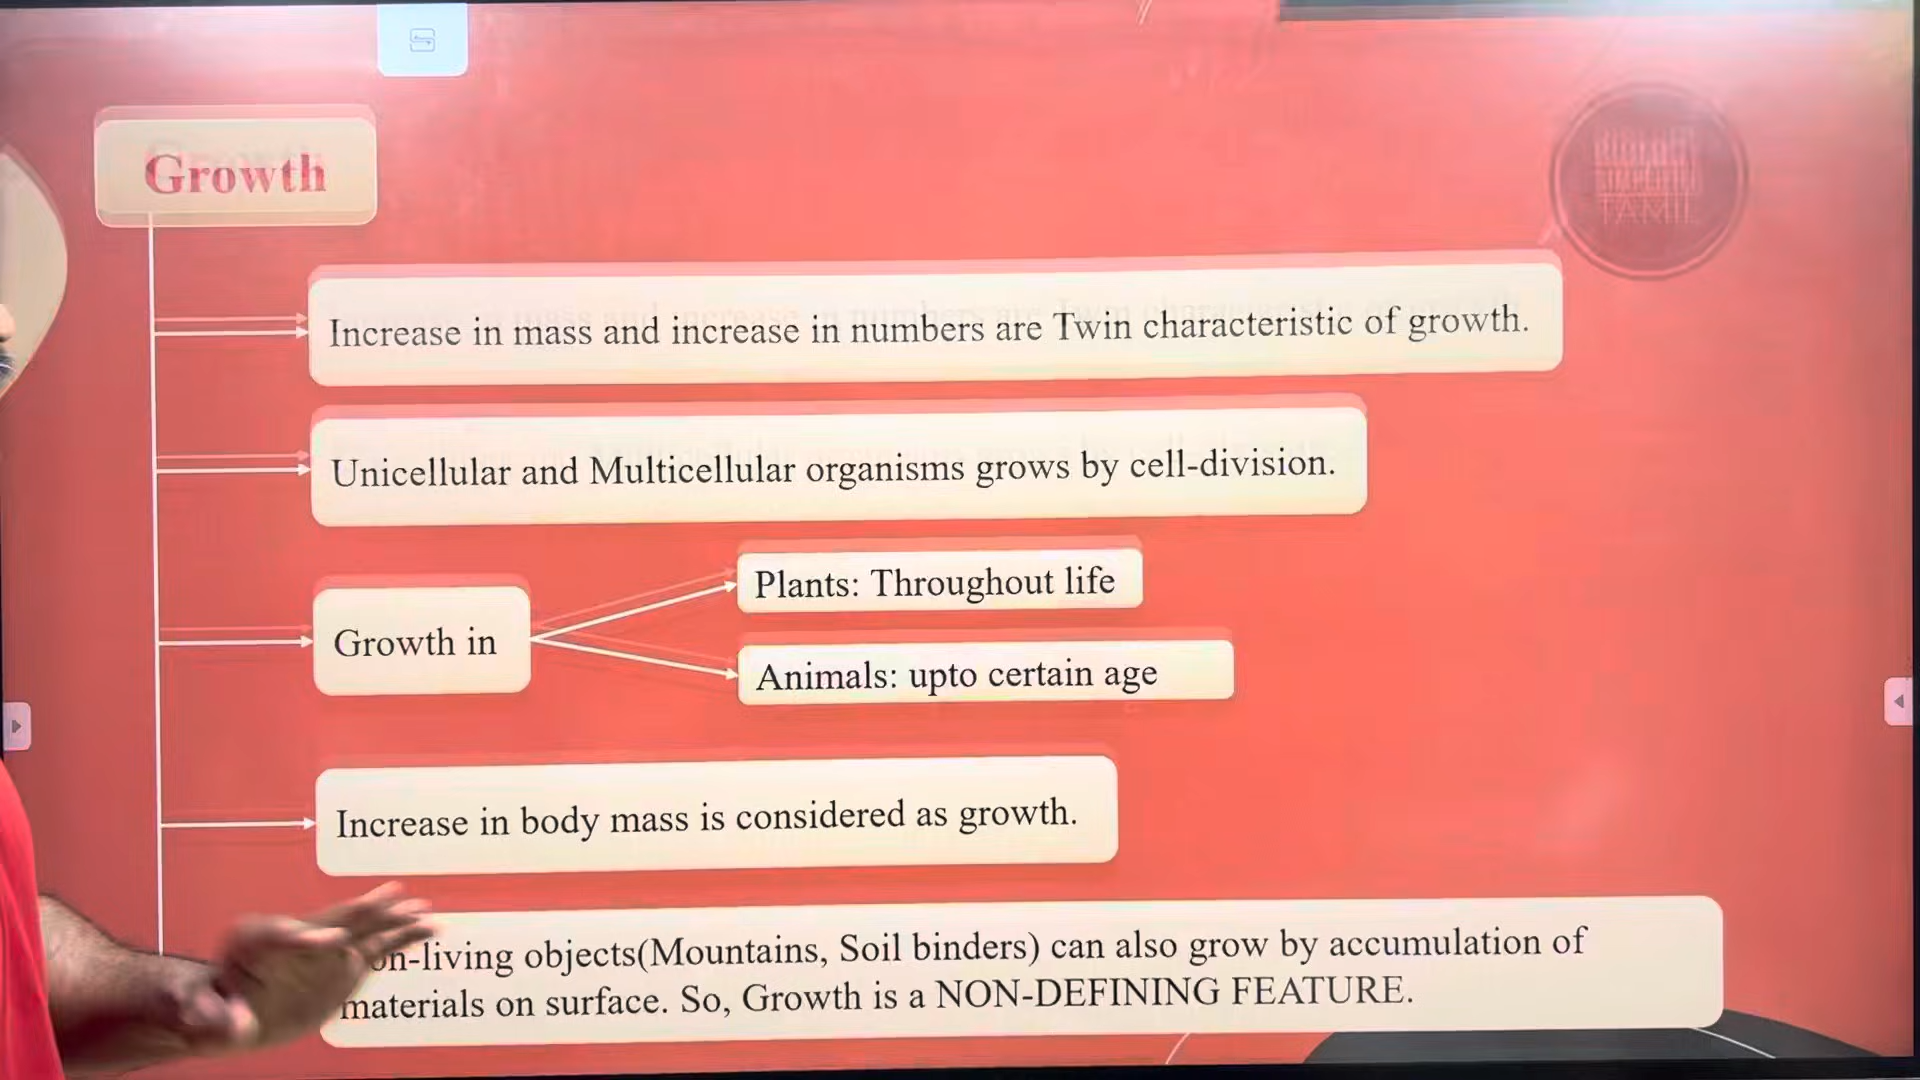 Growth
BIOLOGY
SIMPLIFIED
TAMIL
Increase in mass and increase in numbers are Twin characteristic of growth.
Unicellular and Multicellular organisms grows by cell-division.
Growth in
Plants: Throughout life
Animals: upto certain age
Increase in body mass is considered as growth.
living objects(Mountains, Soil binders) can also grow by accumulation of
materials on surface. So, Growth is a NON-DEFINING FEATURE.